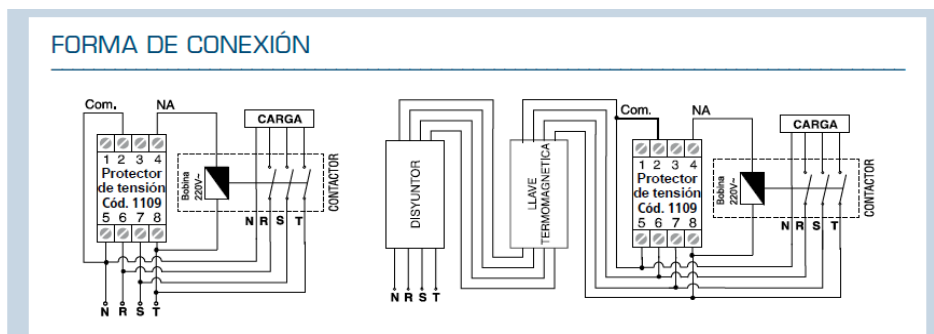 FORMA DE CONEXIÓN
Com.
NA
CARGA
1 2 3 4
Protector
de tensión
Cód. 1109
5 6 7 8
Bobina
220V~
CONTACTOR
N R S T
N R S T
DISYUNTOR
N R S T
LLAVE
TERMOMAGNETICA
Com.
NA
CARGA
1 2 3 4
Protector
de tensión
Cód. 1109
5 6 7 8
Bobina
220V~
CONTACTOR
N R S T